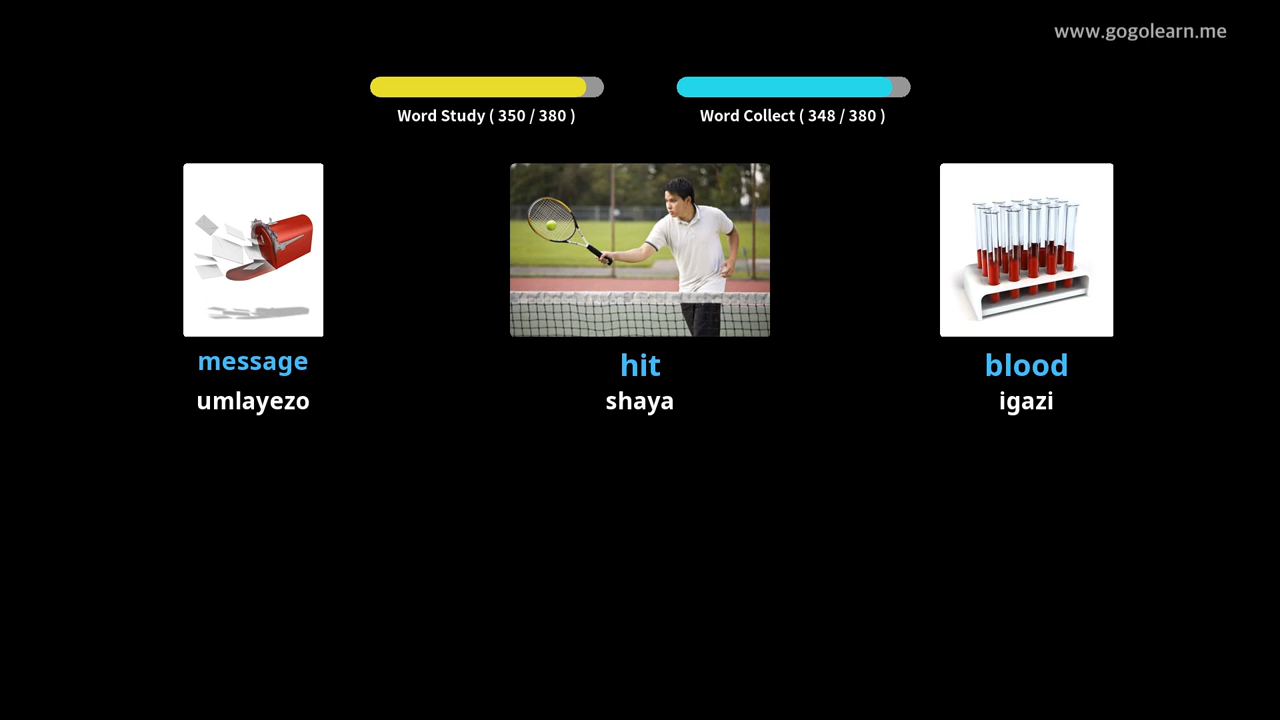 www.gogolearn.me
Word Study ( 350 / 380 )
Word Collect ( 348 / 380 )
message
hit
blood
umlayezo
shaya
igazi